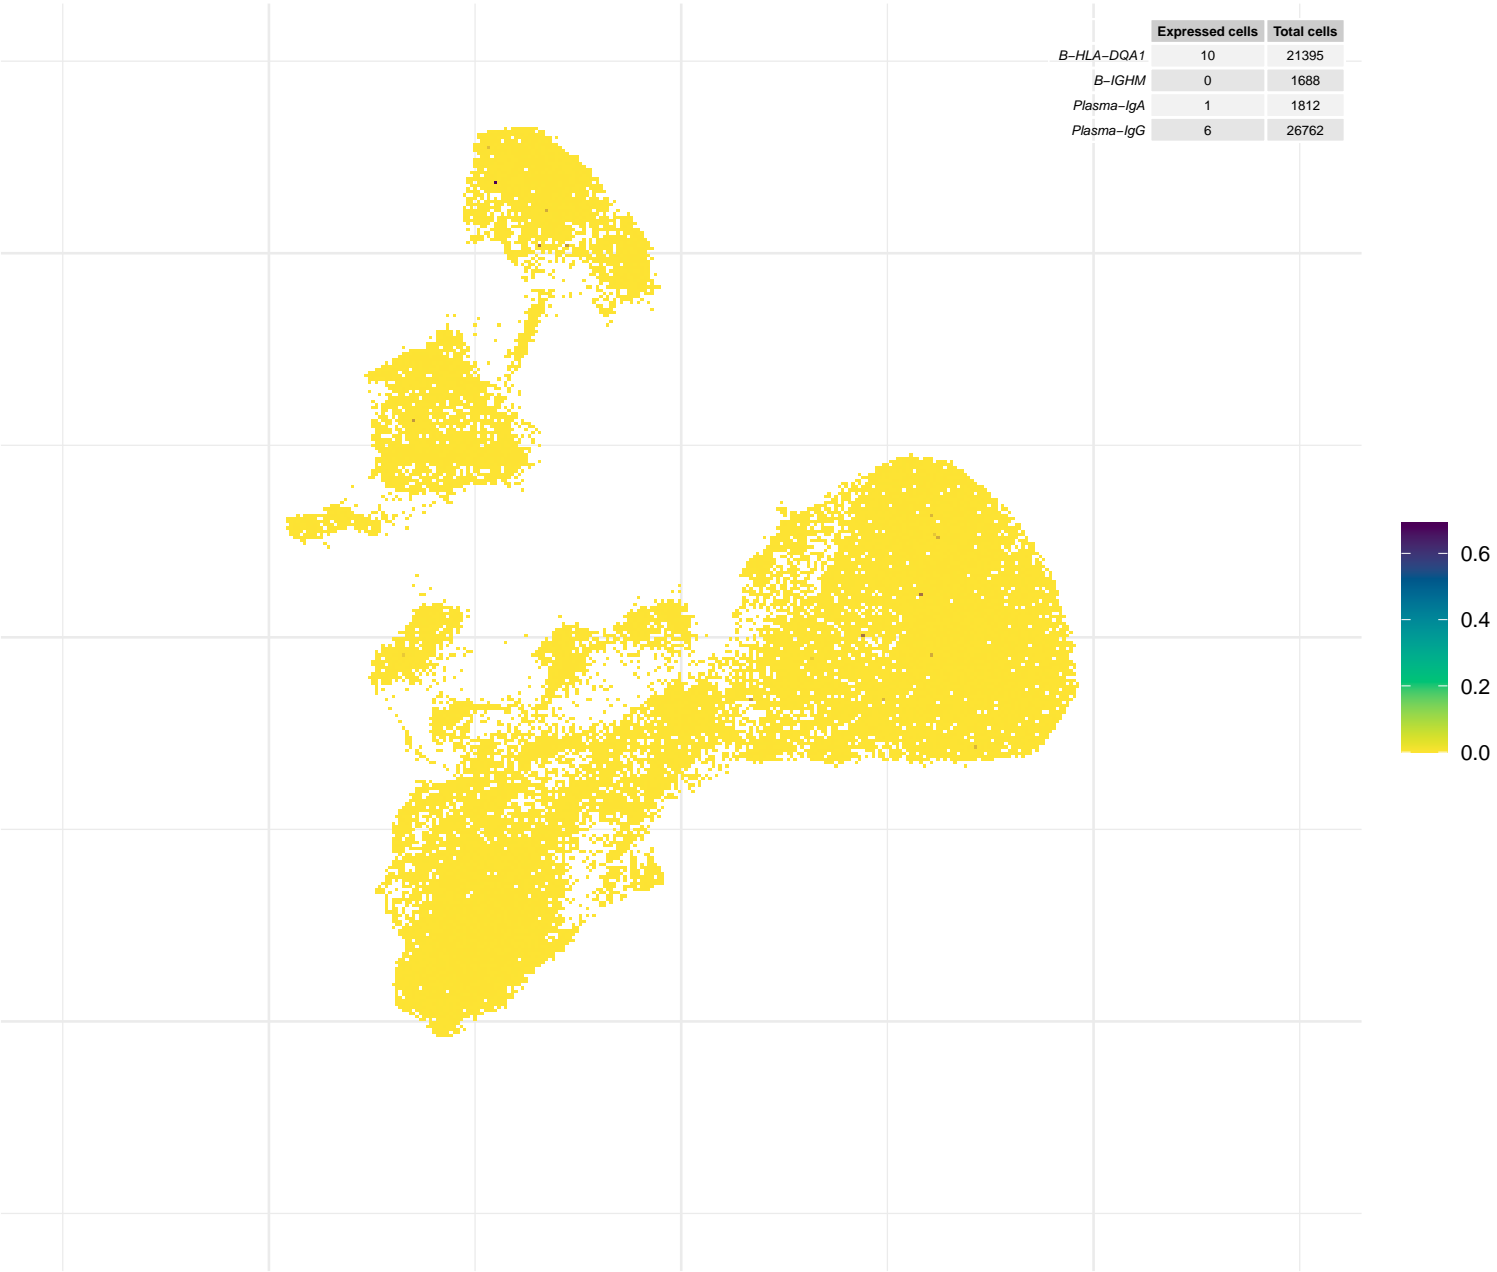 Expressed cells Total cells
B−HLA−DQA1 10 21395
B−IGHM 0 1688
Plasma−IgA 1 1812
Plasma−IgG 6 26762
0.6
0.4
0.2
0.0